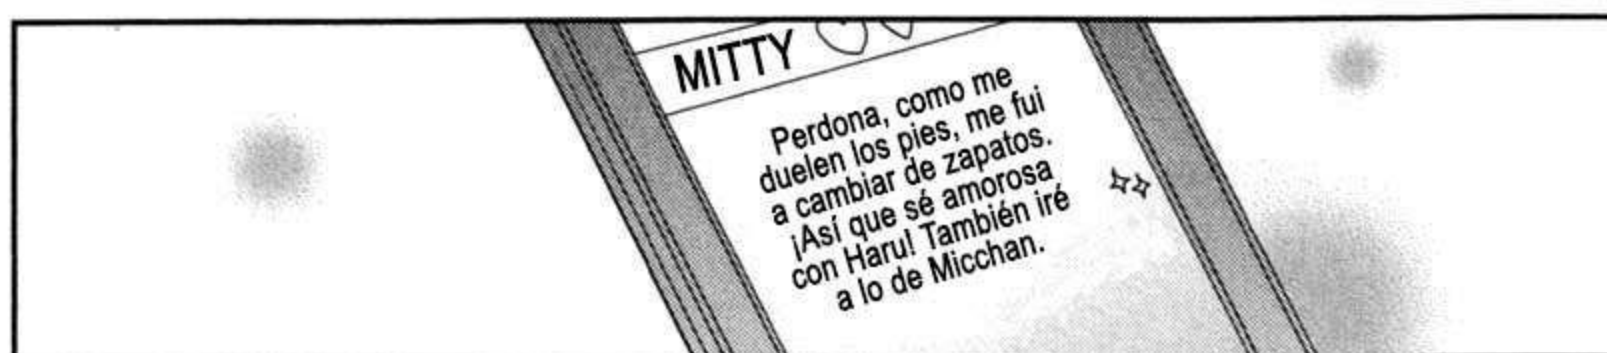 MITTY
Perdona, como me
duelen los pies, me fui
a cambiar de zapatos.
¡Así que sé amorosa
con Haru! También iré
a lo de Micchan.